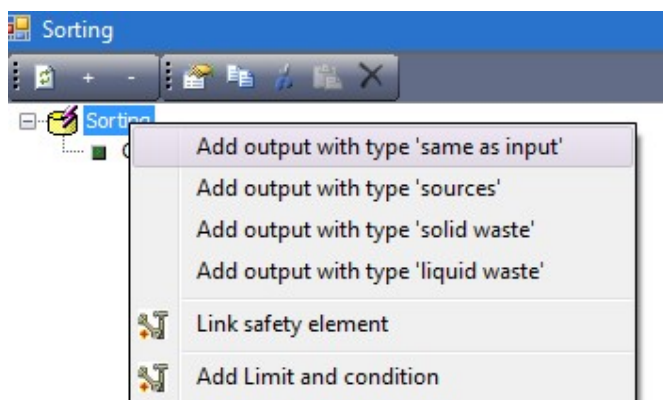 Sorting
+ -
Sorting
Add output with type 'same as input'
Add output with type 'sources'
Add output with type 'solid waste'
Add output with type 'liquid waste'
Link safety element
Add Limit and condition